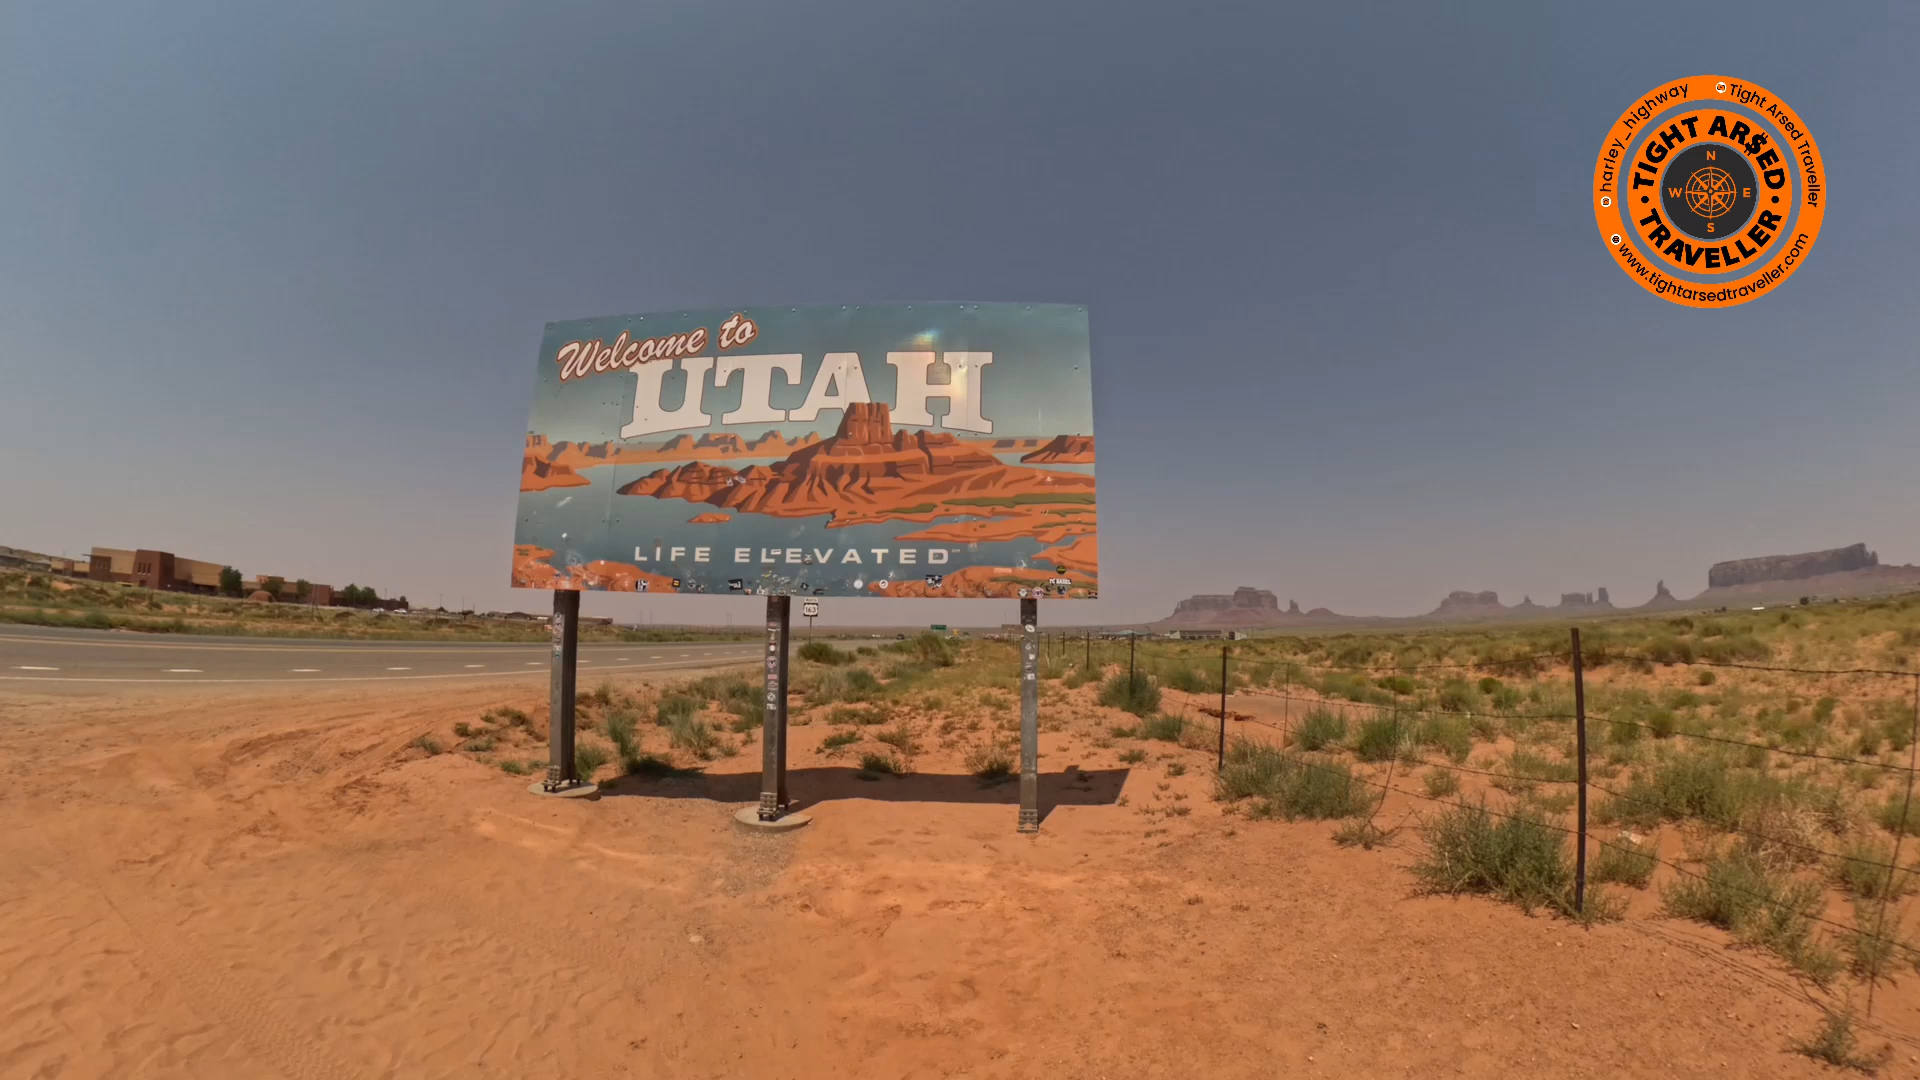 Welcome to
UTAH
LIFE ELEVATED
163
harley_highway
Tight Arsed Traveller
www.tightarsedtraveller.com
TIGHT AR$ED
TRAVELLER
N
W
E
S